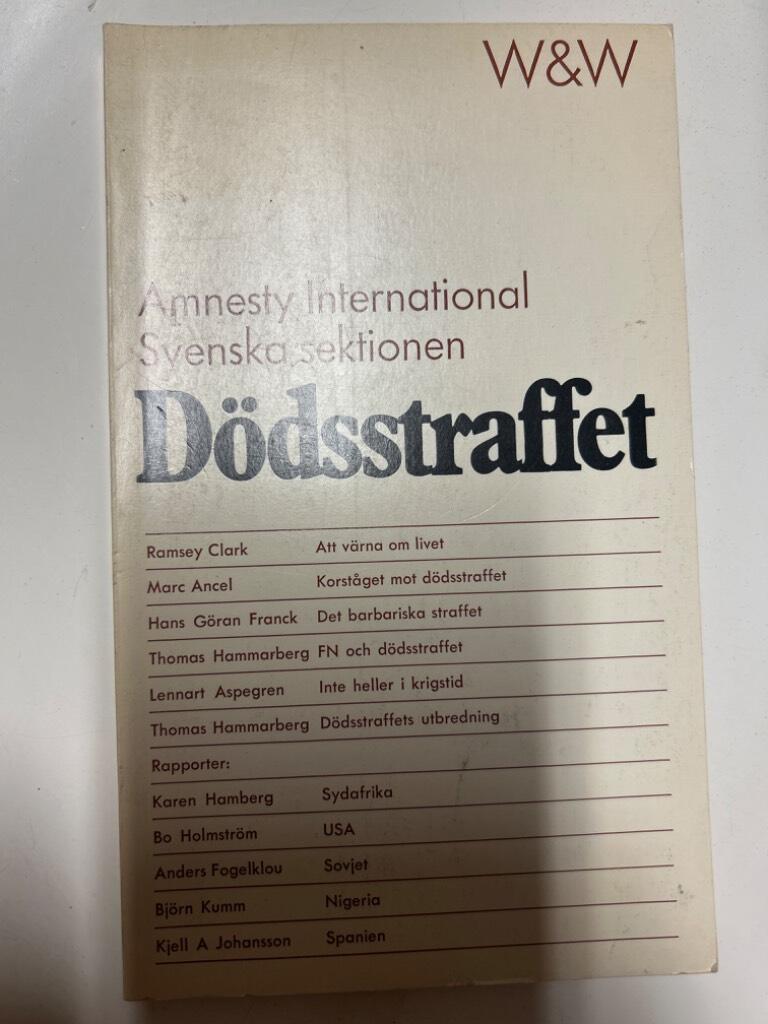 W&W
Amnesty International
Svenska sektionen
Dödsstraffet
Ramsey Clark Att värna om livet
Marc Ancel Korståget mot dödsstraffet
Hans Göran Franck Det barbariska straffet
Thomas Hammarberg FN och dödsstraffet
Lennart Aspegren Inte heller i krigstid
Thomas Hammarberg Dödsstraffets utbredning
Rapporter:
Karen Hamberg Sydafrika
Bo Holmström USA
Anders Fogelklou Sovjet
Björn Kumm Nigeria
Kjell A Johansson Spanien